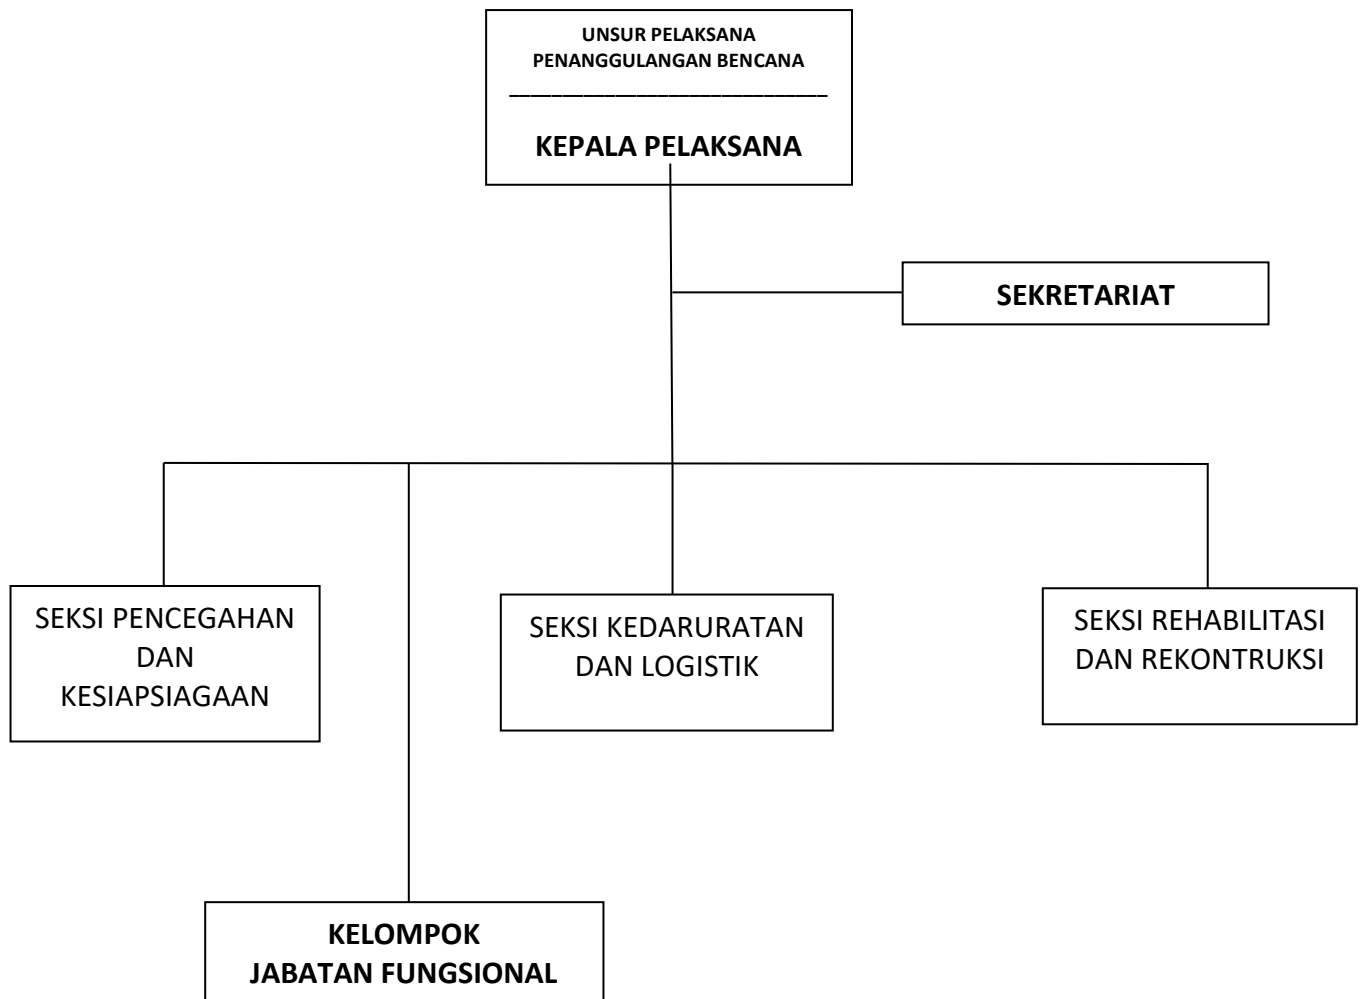 UNSUR PELAKSANA
PENANGGULANGAN BENCANA
KEPALA PELAKSANA
SEKRETARIAT
SEKSI PENCEGAHAN
DAN
KESIAPSIAGAAN
SEKSI KEDARURATAN
DAN LOGISTIK
SEKSI REHABILITASI
DAN REKONTRUKSI
KELOMPOK
JABATAN FUNGSIONAL